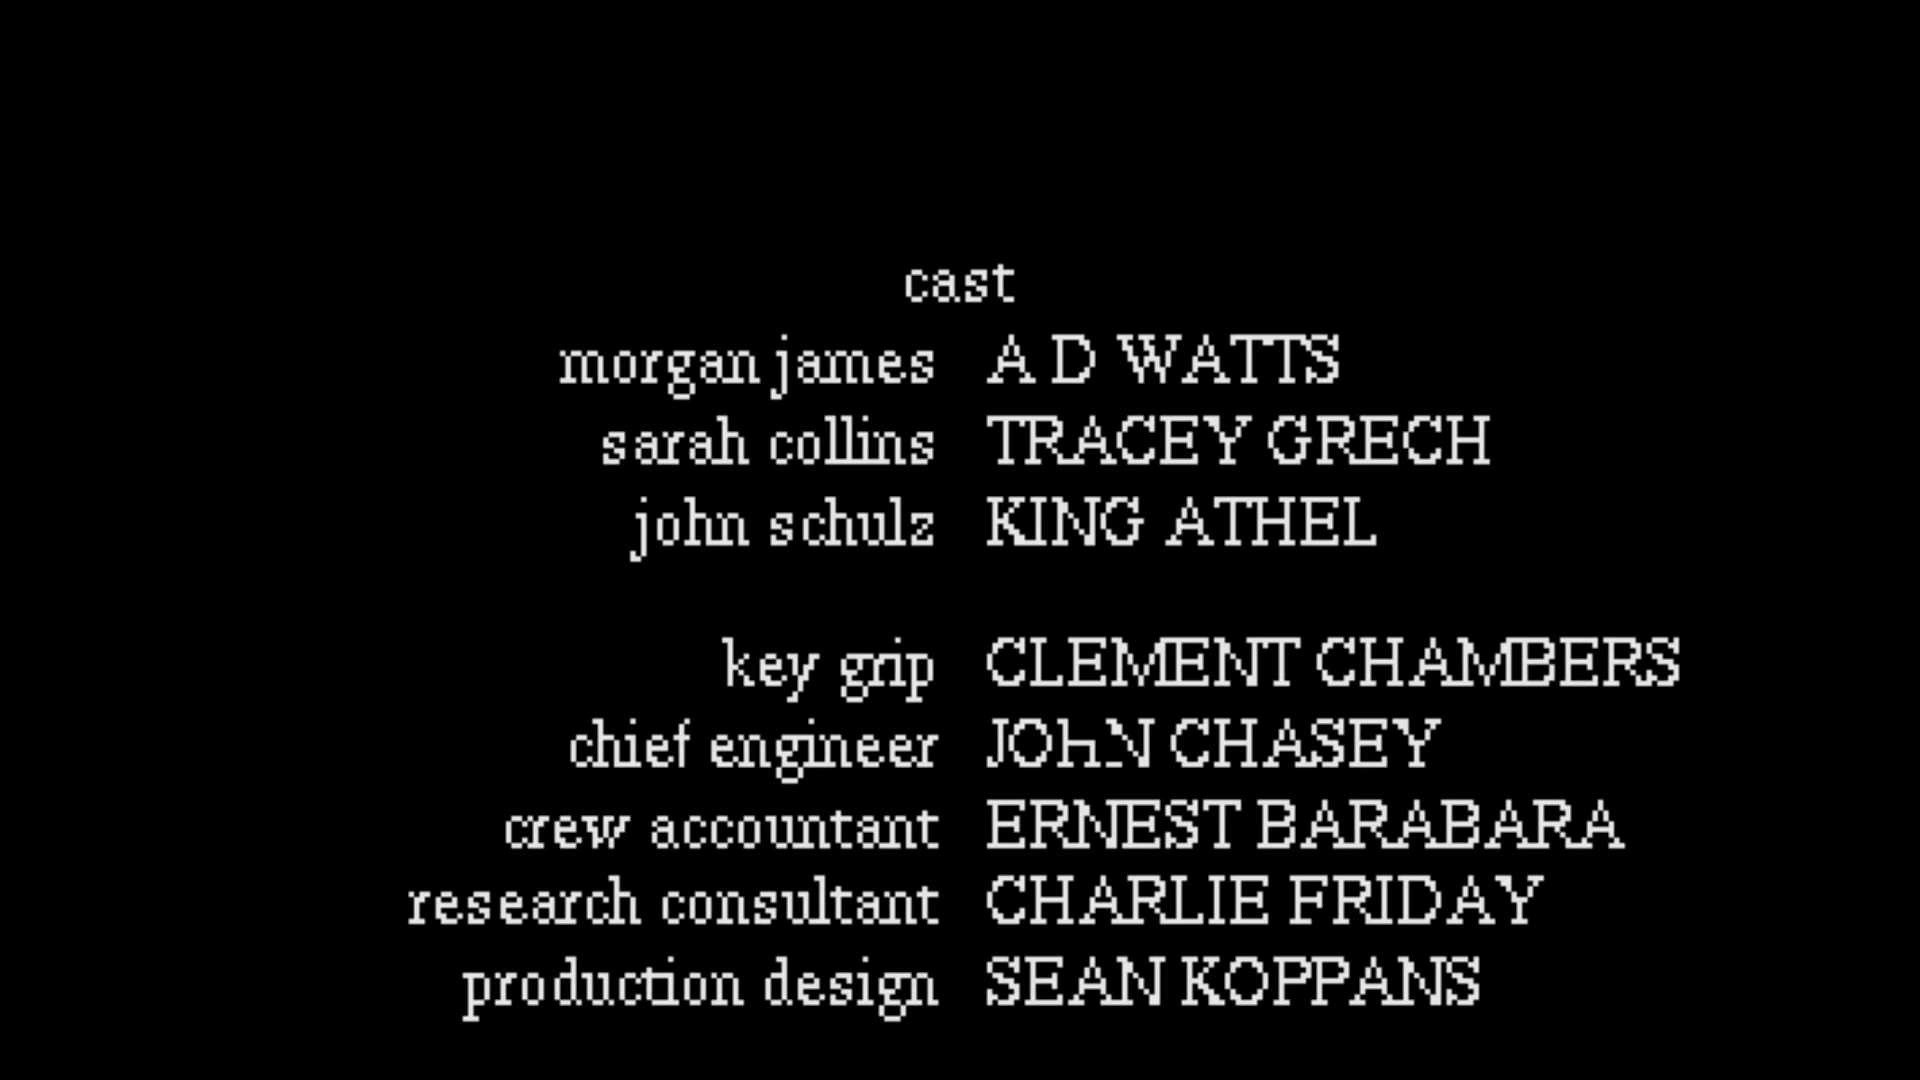 cast
morgan james A D WATTS
sarah collins TRACEY GRECH
john schulz KING ATHEL
key grip CLEMENT CHAMBERS
chief engineer JOhN CHASEY
crew accountant ERNEST BARABARA
research consultant CHARLIE FRIDAY
production design SEAN KOPPANS